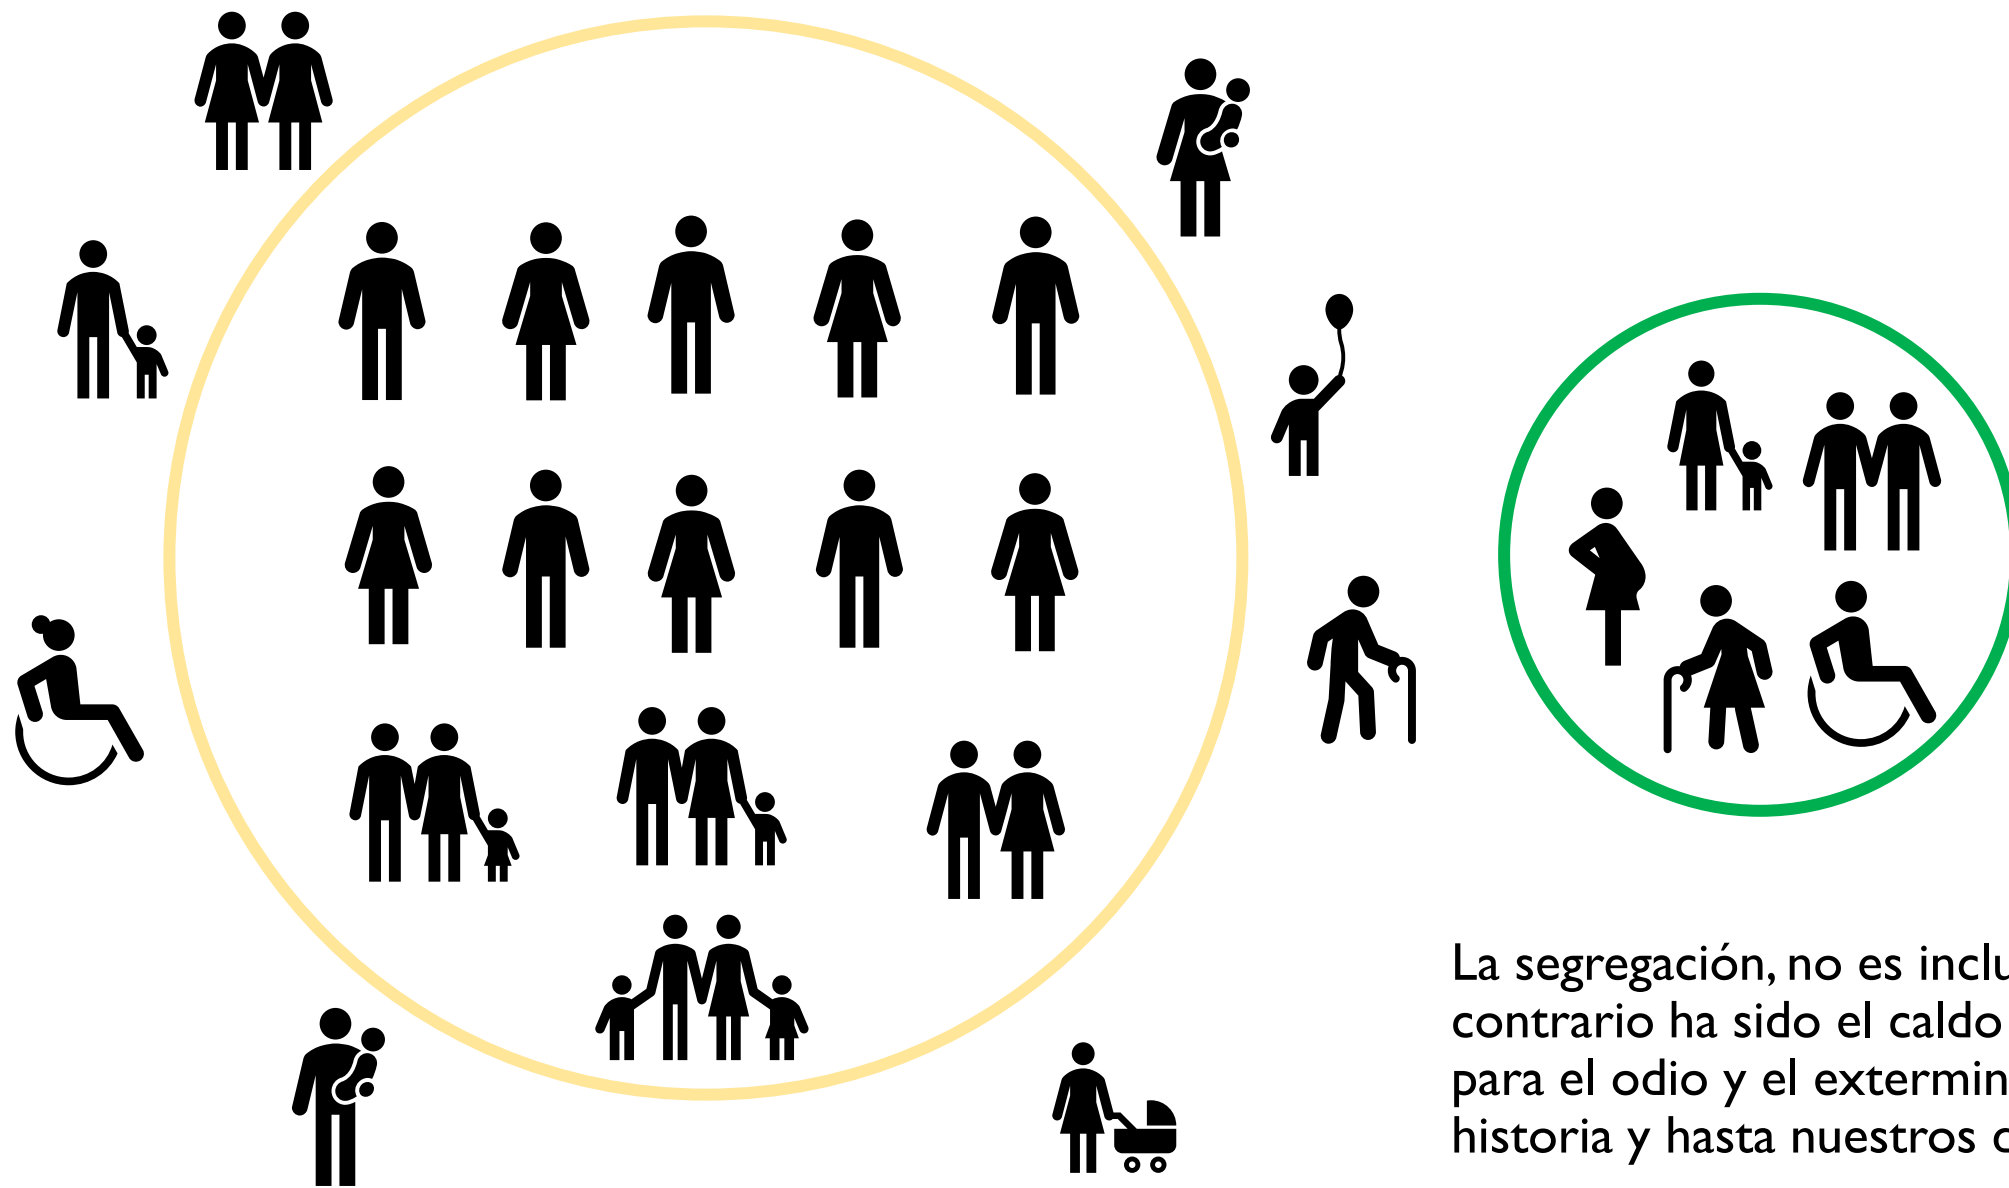 La segregación, no es inclu
contrario ha sido el caldo
para el odio y el extermin
historia y hasta nuestros